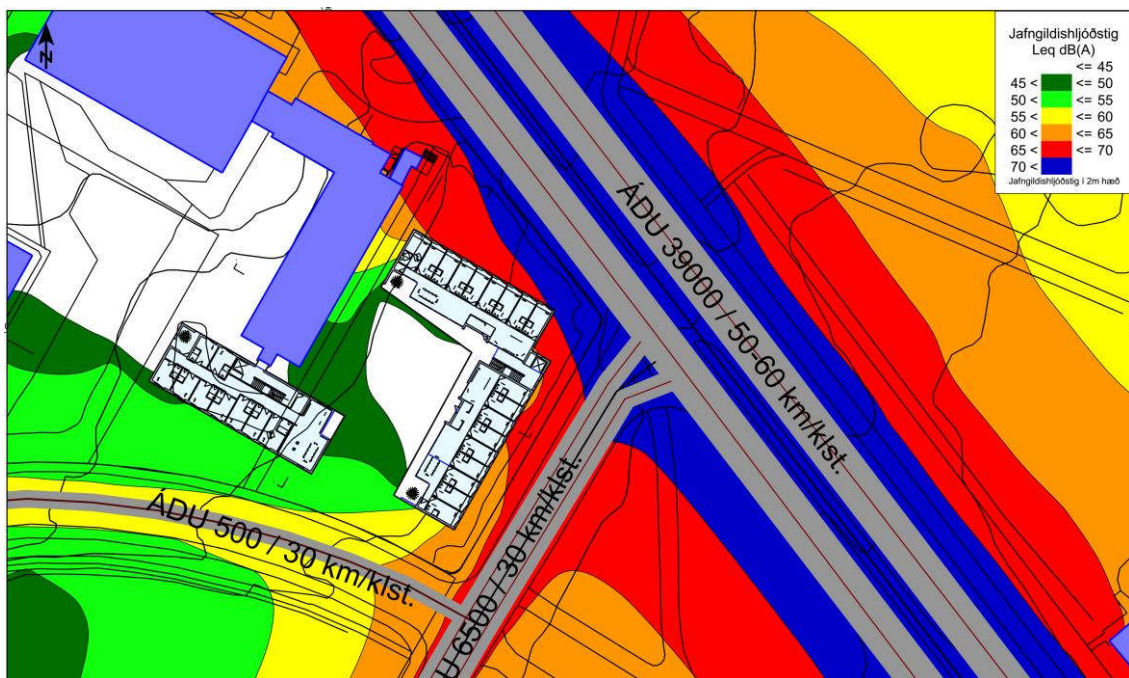 N
Jafngildishljóðstig
Leq dB(A)
<= 45
45 < <= 50
50 < <= 55
55 < <= 60
60 < <= 65
65 < <= 70
70 <
Jafngildishljóðstig í 2m hæð
ÁDU 39000 / 50-60 km/klst.
ÁDU 500 / 30 km/klst.
6500 / 30 km/klst.